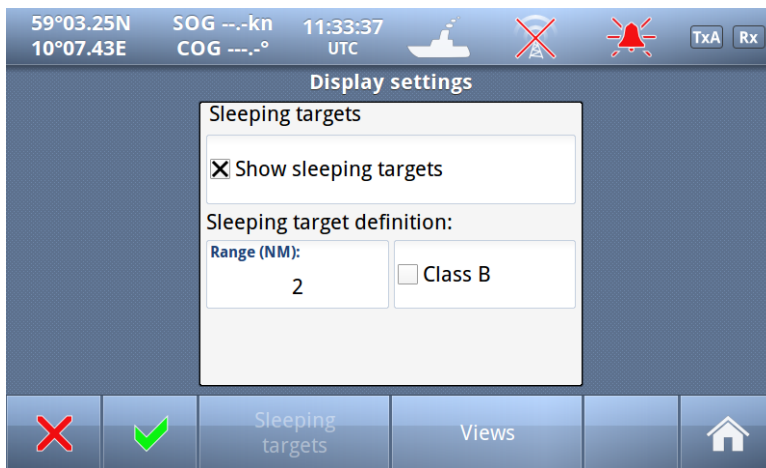 59°03.25N SOG --.-kn 11:33:37
10°07.43E COG ---.-° UTC TxA Rx
Display settings
Sleeping targets
Show sleeping targets
Sleeping target definition:
Range (NM):
2
Class B
Sleeping
targets
Views